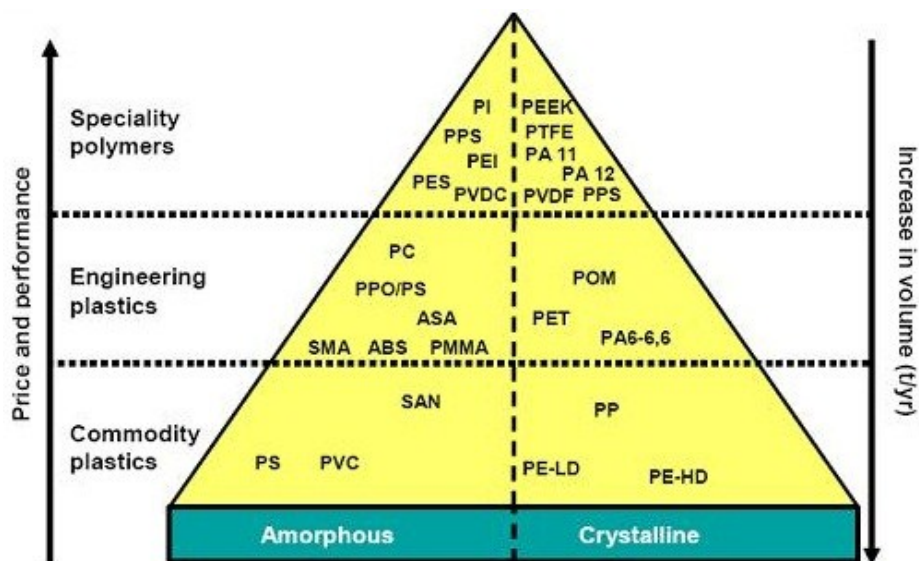 Price and performance
Speciality
polymers
Engineering
plastics
Commodity
plastics
PI
PEEK
PPS
PTFE
PEI
PA 11
PES
PA 12
PVDC
PVDF
PPS
PC
PPO/PS
POM
ASA
PET
SMA
ABS
PMMA
PA6-6,6
SAN
PP
PS
PVC
PE-LD
PE-HD
Amorphous
Crystalline
Increase in volume (t/yr)